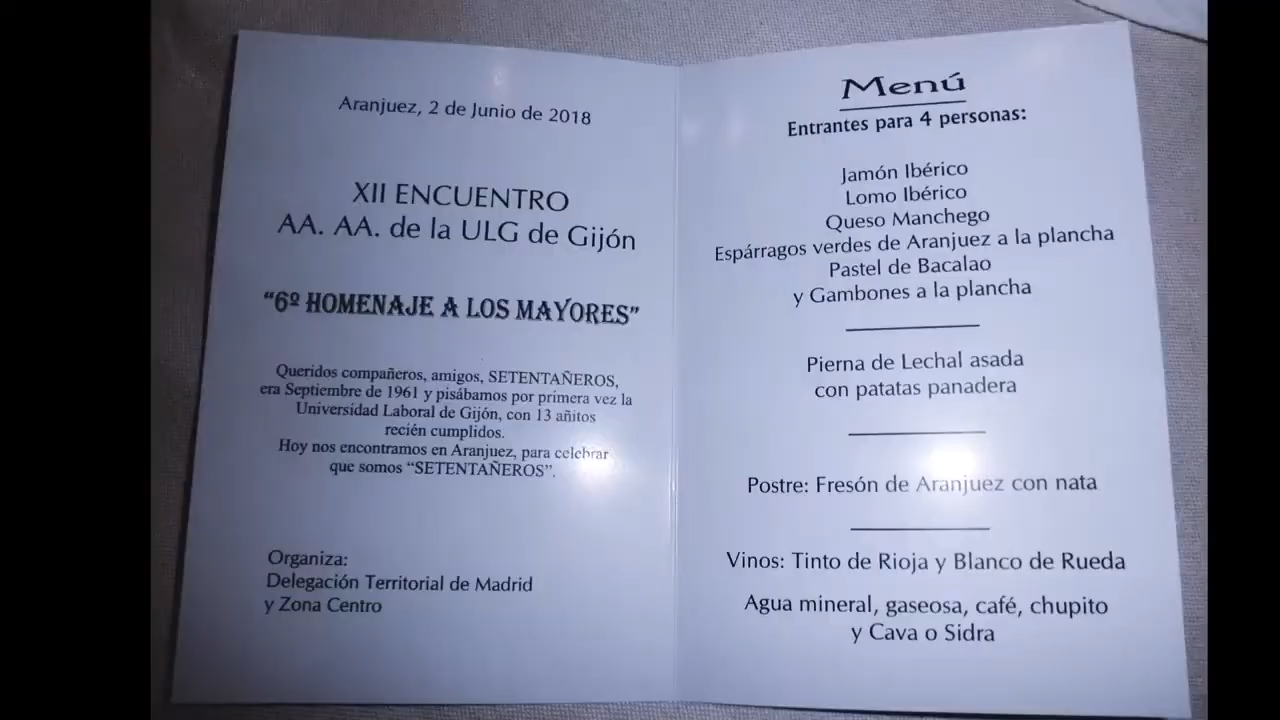 Aranjuez, 2 de Junio de 2018
XII ENCUENTRO
AA. AA. de la ULG de Gijón
"6º HOMENAJE A LOS MAYORES"
Queridos compañeros, amigos, SETENTAÑEROS,
era Septiembre de 1961 y pisábamos por primera vez la
Universidad Laboral de Gijón, con 13 añitos
recién cumplidos.
Hoy nos encontramos en Aranjuez, para celebrar
que somos "SETENTAÑEROS".
Organiza:
Delegación Territorial de Madrid
y Zona Centro
Menú
Entrantes para 4 personas:
Jamón Ibérico
Lomo Ibérico
Queso Manchego
Espárragos verdes de Aranjuez a la plancha
Pastel de Bacalao
y Gambones a la plancha
Pierna de Lechal asada
con patatas panadera
Postre: Fresón de Aranjuez con nata
Vinos: Tinto de Rioja y Blanco de Rueda
Agua mineral, gaseosa, café, chupito
y Cava o Sidra